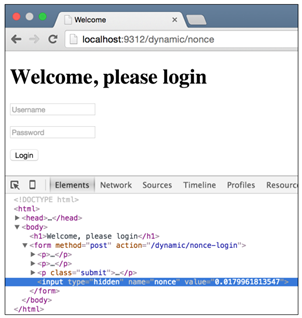 Welcome
localhost:9312/dynamic/nonce
Welcome, please login
Username
Password
Login
Elements Network Sources Timeline Profiles Resources
<!DOCTYPE html>
<html>
<head>…</head>
<body>
<h1>Welcome, please login</h1>
<form method="post" action="/dynamic/nonce-login">
<p>…</p>
<p>…</p>
<p class="submit">…</p>
<input type="hidden" name="nonce" value="0.0179961813547">
</form>
</body>
</html>